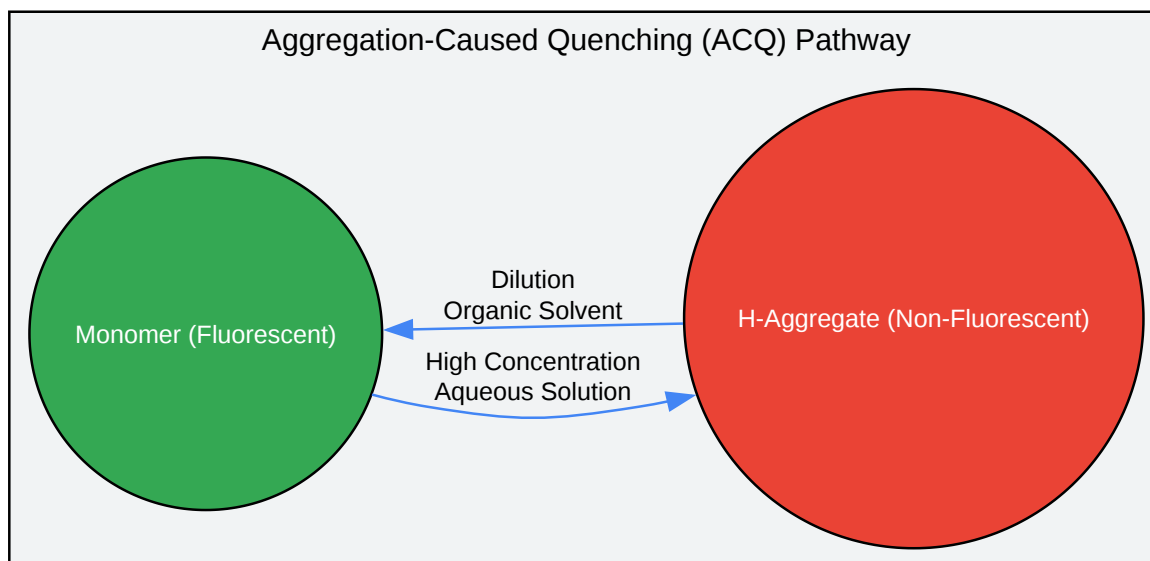 Aggregation-Caused Quenching (ACQ) Pathway
Monomer (Fluorescent)
Dilution
Organic Solvent
High Concentration
Aqueous Solution
H-Aggregate (Non-Fluorescent)